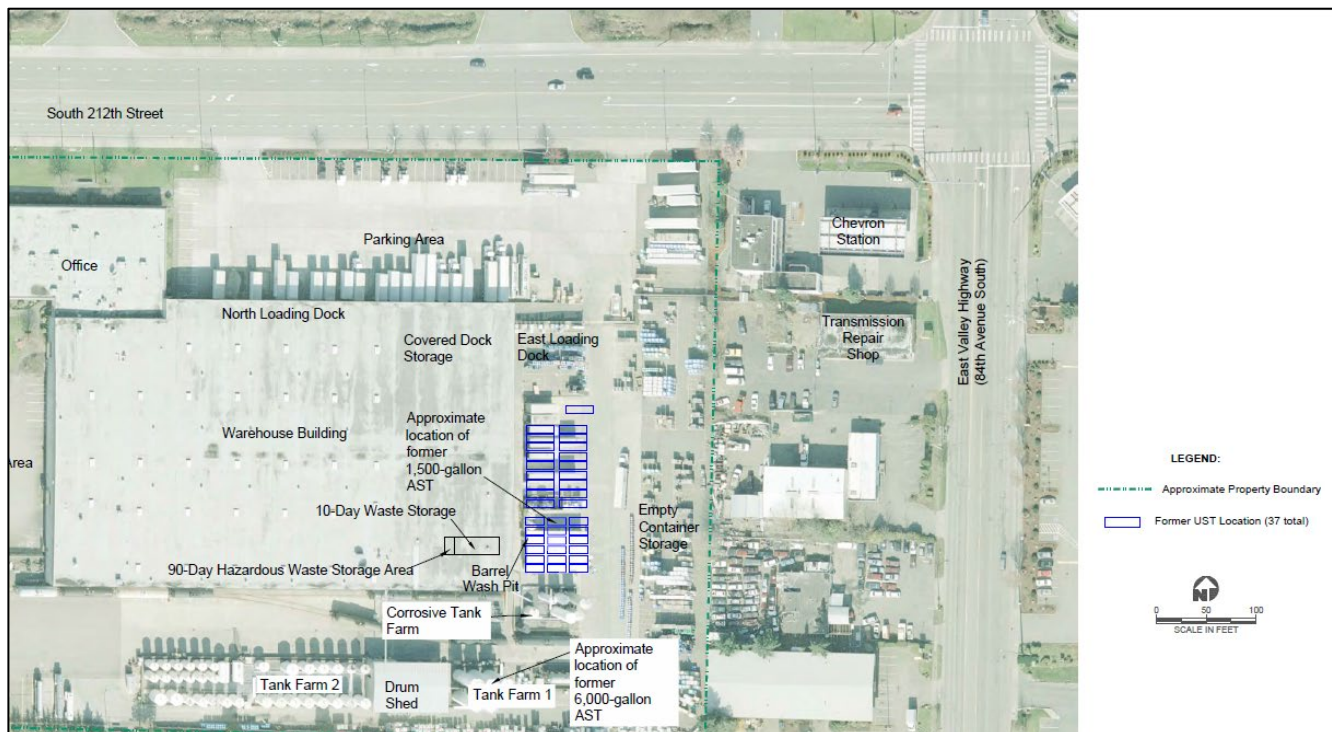 South 212th Street
Chevron
Station
Parking Area
Office
North Loading Dock
Covered Dock
Storage
East Loading
Dock
Transmission
Repair
Shop
East Valley Highway
(84th Avenue South)
Approximate
location of
former
1,500-gallon
AST
Warehouse Building
Area
10-Day Waste Storage
Empty
Container
Storage
90-Day Hazardous Waste Storage Area
Barrel
Wash Pit
Corrosive Tank
Farm
Approximate
location of
former
6,000-gallon
AST
Tank Farm 2
Drum
Shed
Tank Farm 1
LEGEND:
Approximate Property Boundary
Former UST Location (37 total)
N
0 50 100
SCALE IN FEET